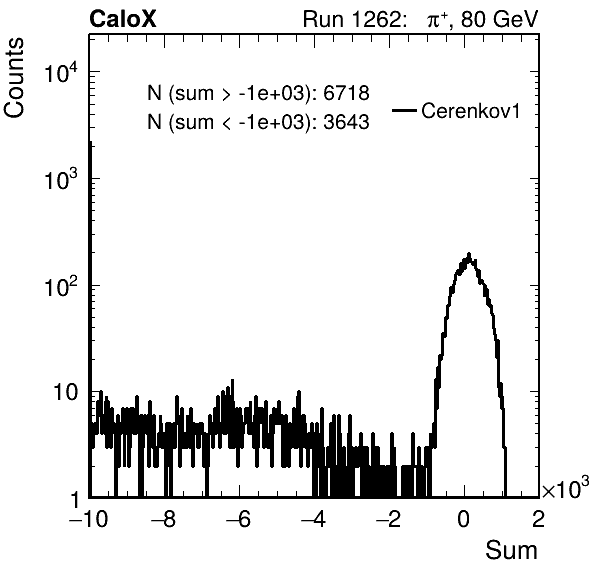 CaloX Run 1262: π⁺, 80 GeV
Counts
10⁴
N (sum > -1e+03): 6718
N (sum < -1e+03): 3643
Cerenkov1
10³
10²
10
1
−10 −8 −6 −4 −2 0 2
×10³
Sum